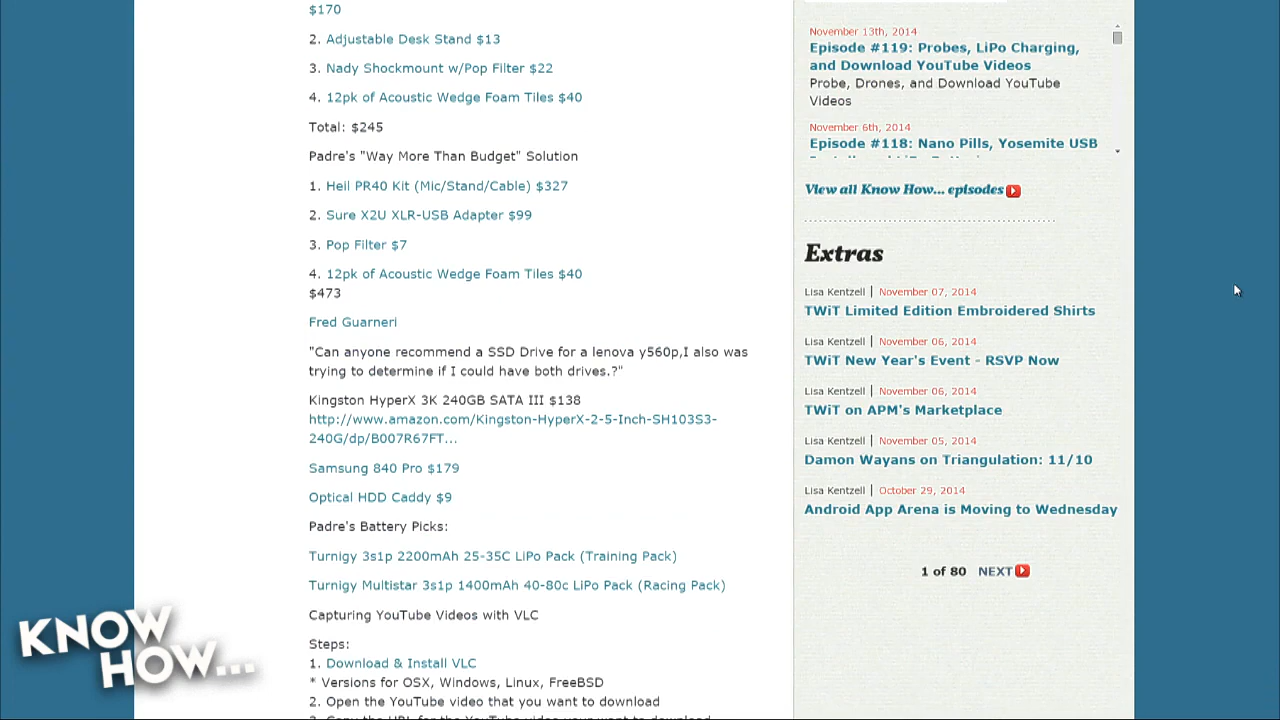 $170
2. Adjustable Desk Stand $13
3. Nady Shockmount w/Pop Filter $22
4. 12pk of Acoustic Wedge Foam Tiles $40
Total: $245
Padre's "Way More Than Budget" Solution
1. Heil PR40 Kit (Mic/Stand/Cable) $327
2. Sure X2U XLR-USB Adapter $99
3. Pop Filter $7
4. 12pk of Acoustic Wedge Foam Tiles $40
$473
Fred Guarneri
"Can anyone recommend a SSD Drive for a lenova y560p,I also was
trying to determine if I could have both drives.?"
Kingston HyperX 3K 240GB SATA III $138
http://www.amazon.com/Kingston-HyperX-2-5-Inch-SH103S3-
240G/dp/B007R67FT...
Samsung 840 Pro $179
Optical HDD Caddy $9
Padre's Battery Picks:
Turnigy 3s1p 2200mAh 25-35C LiPo Pack (Training Pack)
Turnigy Multistar 3s1p 1400mAh 40-80c LiPo Pack (Racing Pack)
Capturing YouTube Videos with VLC
Steps:
1. Download & Install VLC
* Versions for OSX, Windows, Linux, FreeBSD
2. Open the YouTube video that you want to download
November 13th, 2014
Episode #119: Probes, LiPo Charging,
and Download YouTube Videos
Probe, Drones, and Download YouTube
Videos
November 6th, 2014
Episode #118: Nano Pills, Yosemite USB
View all Know How... episodes
Extras
Lisa Kentzell | November 07, 2014
TWiT Limited Edition Embroidered Shirts
Lisa Kentzell | November 06, 2014
TWiT New Year's Event - RSVP Now
Lisa Kentzell | November 06, 2014
TWiT on APM's Marketplace
Lisa Kentzell | November 05, 2014
Damon Wayans on Triangulation: 11/10
Lisa Kentzell | October 29, 2014
Android App Arena is Moving to Wednesday
1 of 80 NEXT
KNOW
HOW...